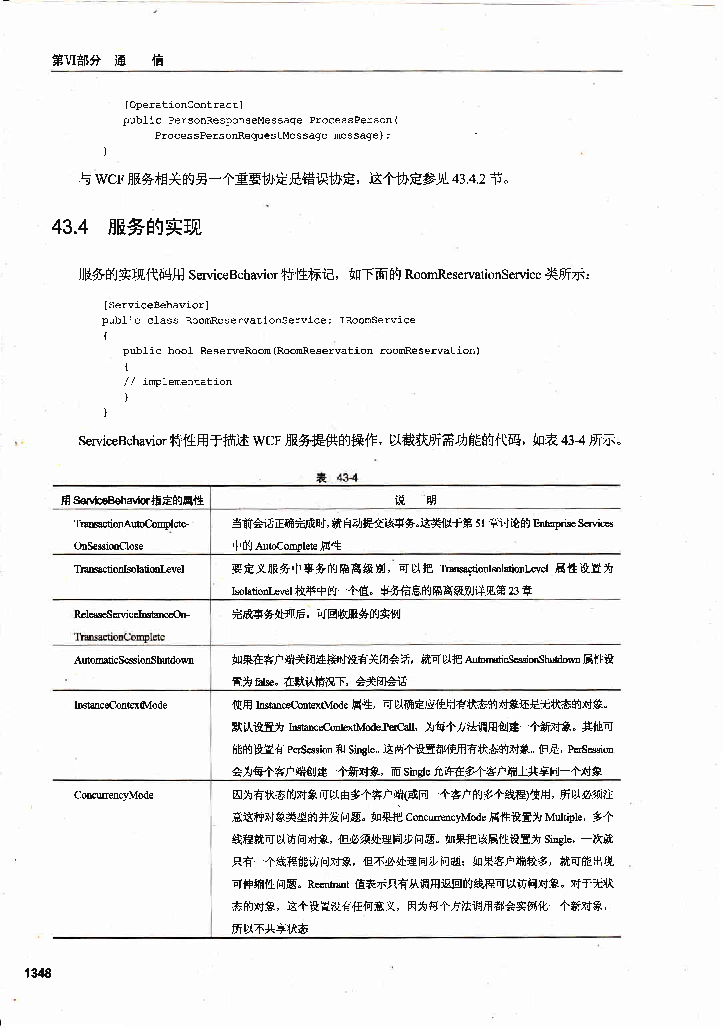 第VI部分 通 信
[OperationContract]
public PersonResponseMessage ProcessPerson(
ProcessPersonRequestMessage message);
}
与 WCF 服务相关的另一个重要协定是错误协定，这个协定参见 43.4.2 节。
43.4 服务的实现
服务的实现代码用 ServiceBehavior 特性标记，如下面的 RoomReservationService 类所示：
[ServiceBehavior]
public class RoomReservationService: IRoomService
{
public bool ReserveRoom(RoomReservation roomReservation)
{
// implementation
}
}
ServiceBehavior 特性用于描述 WCF 服务提供的操作，以截获所需功能的代码，如表 43-4 所示。
表 43-4
用 ServiceBehavior 指定的属性 说 明
TransactionAutoComplete-
OnSessionClose
当前会话正确完成时，就自动提交该事务。这类似于第 51 章讨论的 Enterprise Services
中的 AutoComplete 属性
TransactionIsolationLevel
要定义服务中事务的隔离级别，可以把 TransactionIsolationLevel 属性设置为
IsolationLevel 枚举中的一个值。事务信息的隔离级别详见第 23 章
ReleaseServiceInstanceOn-
TransactionComplete
完成事务处理后，可回收服务的实例
AutomaticSessionShutdown
如果在客户端关闭连接时没有关闭会话，就可以把 AutomaticSessionShutdown 属性设
置为 false。在默认情况下，会关闭会话
InstanceContextMode
使用 InstanceContextMode 属性，可以确定应使用有状态的对象还是无状态的对象。
默认设置为 InstanceContextMode.PerCall，为每个方法调用创建一个新对象。其他可
能的设置有 PerSession 和 Single。这两个设置都使用有状态的对象。但是，PerSession
会为每个客户端创建一个新对象，而 Single 允许在多个客户端上共享同一个对象
ConcurrencyMode
因为有状态的对象可以由多个客户端(或同一个客户的多个线程)使用，所以必须注
意这种对象类型的并发问题。如果把 ConcurrencyMode 属性设置为 Multiple，多个
线程就可以访问对象，但必须处理同步问题。如果把该属性设置为 Single，一次就
只有一个线程能访问对象，但不必处理同步问题；如果客户端较多，就可能出现
可伸缩性问题。Reentrant 值表示只有从调用返回的线程可以访问对象。对于无状
态的对象，这个设置没有任何意义，因为每个方法调用都会实例化一个新对象，
所以不共享状态
1348